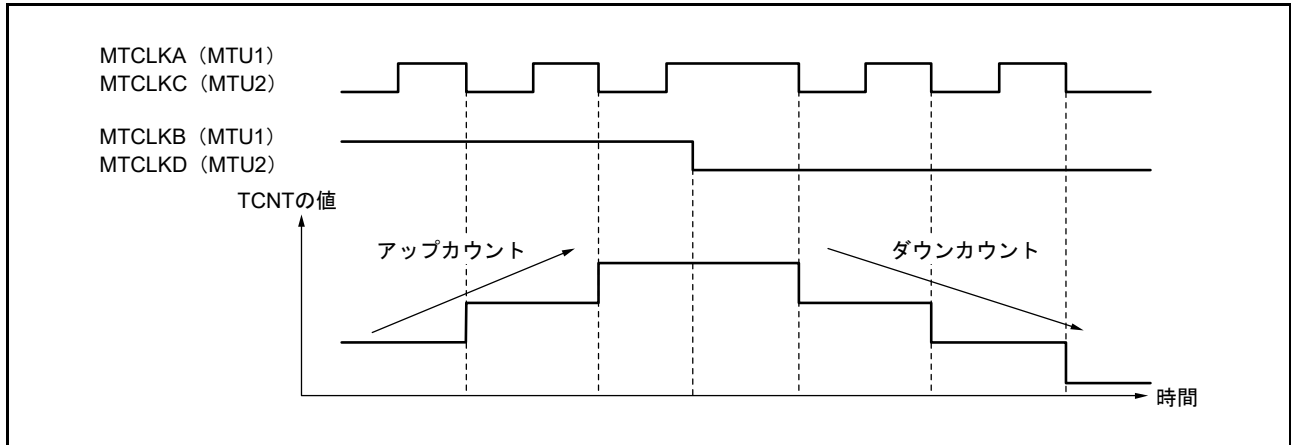 MTCLKA（MTU1）
MTCLKC（MTU2）
MTCLKB（MTU1）
MTCLKD（MTU2）
TCNTの値
アップカウント
ダウンカウント
時間